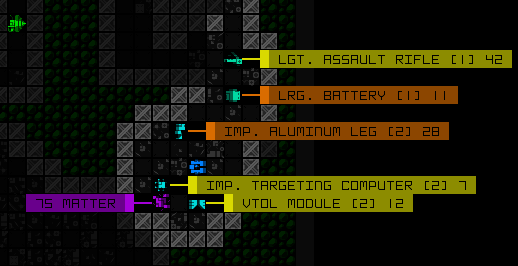 LGT. ASSAULT RIFLE [1] 42
LRG. BATTERY [1] 11
IMP. ALUMINUM LEG [2] 28
IMP. TARGETING COMPUTER [2] 7
75 MATTER
VTOL MODULE [2] 12